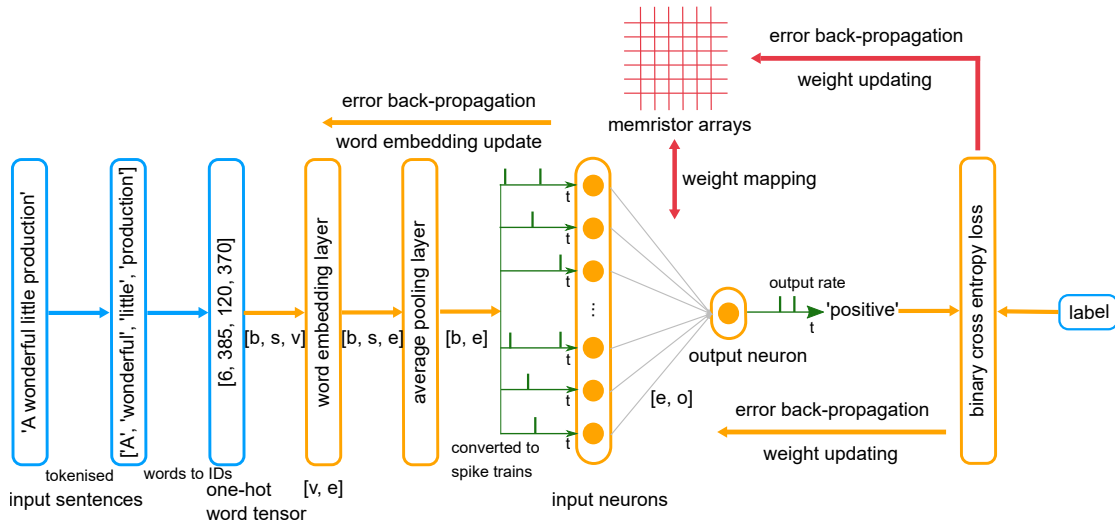 error back-propagation
weight updating
memristor arrays
error back-propagation
word embedding update
weight mapping
'A wonderful little production'
['A', 'wonderful', 'little', 'production']
[6, 385, 120, 370]
word embedding layer
average pooling layer
t
t
t
...
t
t
t
[b, s, v]
[b, s, e]
[b, e]
output rate
t
'positive'
output neuron
[e, o]
binary cross entropy loss
label
error back-propagation
weight updating
tokenised
words to IDs
converted to
spike trains
input sentences
one-hot
word tensor
[v, e]
input neurons